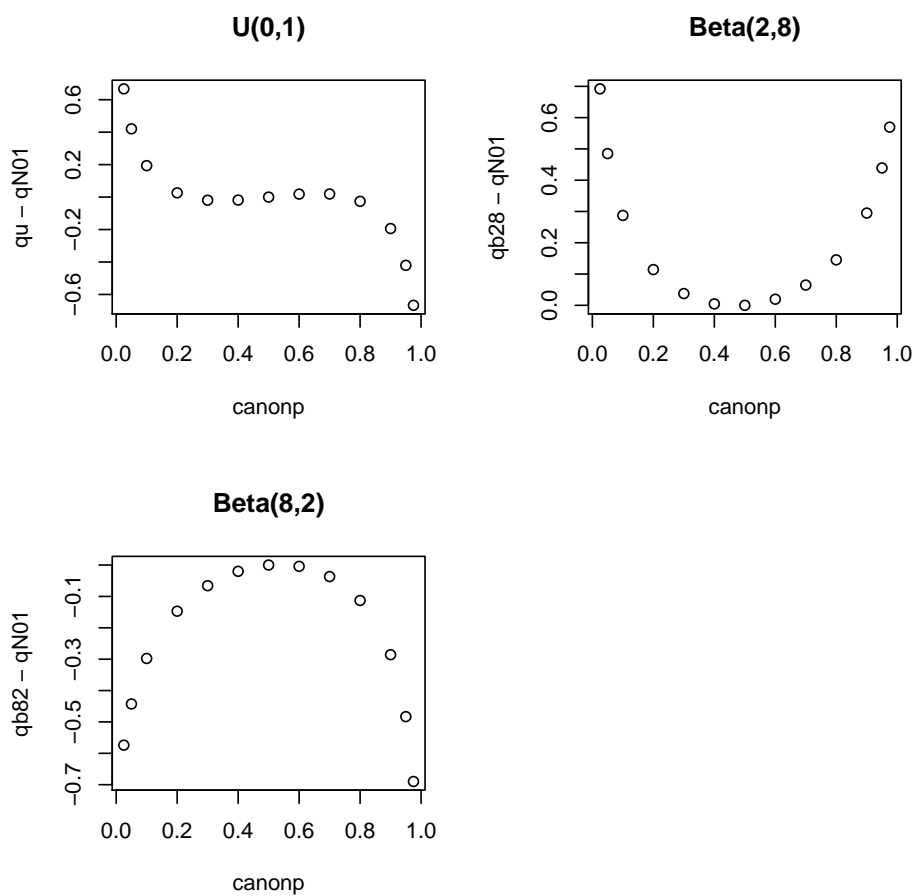 U(0,1)
qu − qN01
0.6
0.2
−0.2
−0.6
0.0 0.2 0.4 0.6 0.8 1.0
canonp
Beta(2,8)
qb28 − qN01
0.6
0.4
0.2
0.0
0.0 0.2 0.4 0.6 0.8 1.0
canonp
Beta(8,2)
qb82 − qN01
−0.1
−0.3
−0.5
−0.7
0.0 0.2 0.4 0.6 0.8 1.0
canonp